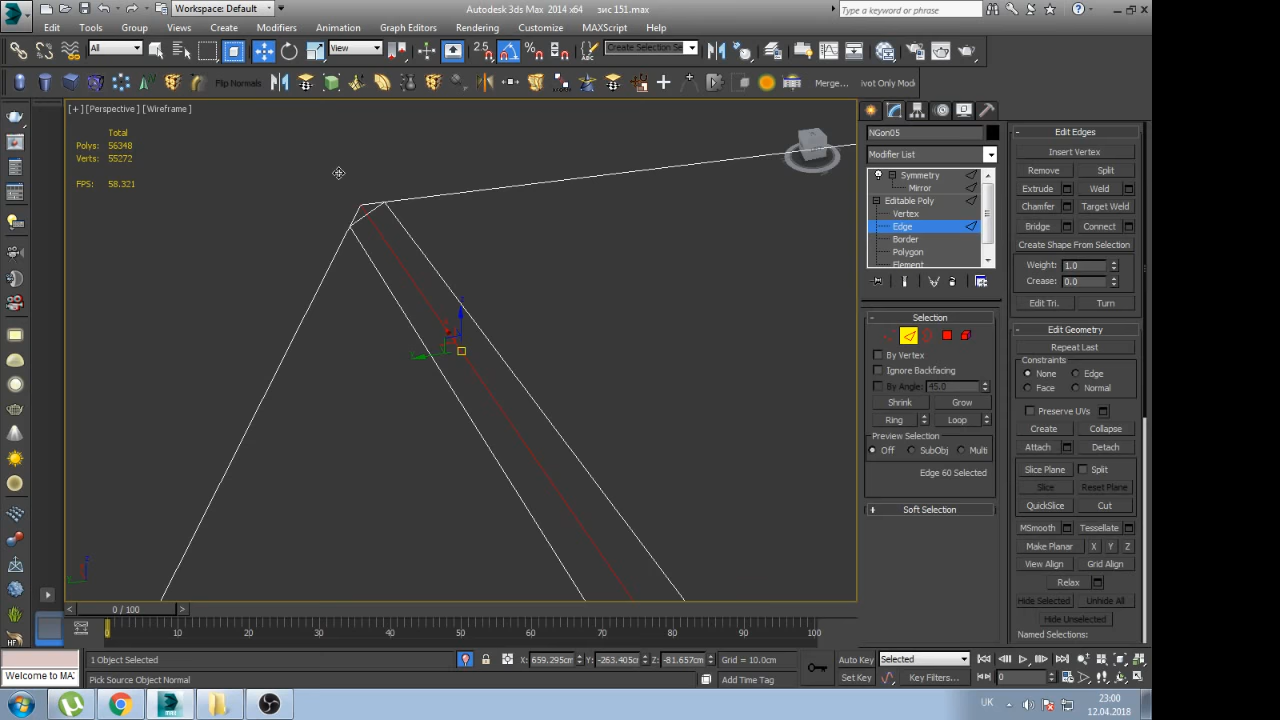 Workspace: Default
Autodesk 3ds Max 2014 x64 зис 151.max
Type a keyword or phrase
Edit Tools Group Views Create Modifiers Animation Graph Editors Rendering Customize MAXScript Help
All View 2.5 Create Selection Se
Flip Normals Merge... ivot Only Mod
[+] [Perspective] [Wireframe]
Total
Polys: 56348
Verts: 55272
FPS: 58.321
NGon05
Modifier List
Symmetry
Mirror
Editable Poly
Vertex
Edge
Border
Polygon
Element
Selection
By Vertex
Ignore Backfacing
By Angle: 45.0
Shrink Grow
Ring Loop
Preview Selection
Off SubObj Multi
Edge 60 Selected
Soft Selection
Edit Edges
Insert Vertex
Remove Split
Extrude Weld
Chamfer Target Weld
Bridge Connect
Create Shape From Selection
Weight: 1.0
Crease: 0.0
Edit Tri. Turn
Edit Geometry
Repeat Last
Constraints
None Edge
Face Normal
Preserve UVs
Create Collapse
Attach Detach
Slice Plane Split
Slice Reset Plane
QuickSlice Cut
MSmooth Tessellate
Make Planar X Y Z
View Align Grid Align
Relax
Hide Selected Unhide All
Hide Unselected
Named Selections:
0 / 100
0 10 20 30 40 50 60 70 80 90 100
1 Object Selected X: 659.295cm Y: -263.405cm Z: -81.657cm Grid = 10.0cm Auto Key Selected
Welcome to MAX Pick Source Object Normal Add Time Tag Set Key Key Filters... 0
UK 23:00
12.04.2018